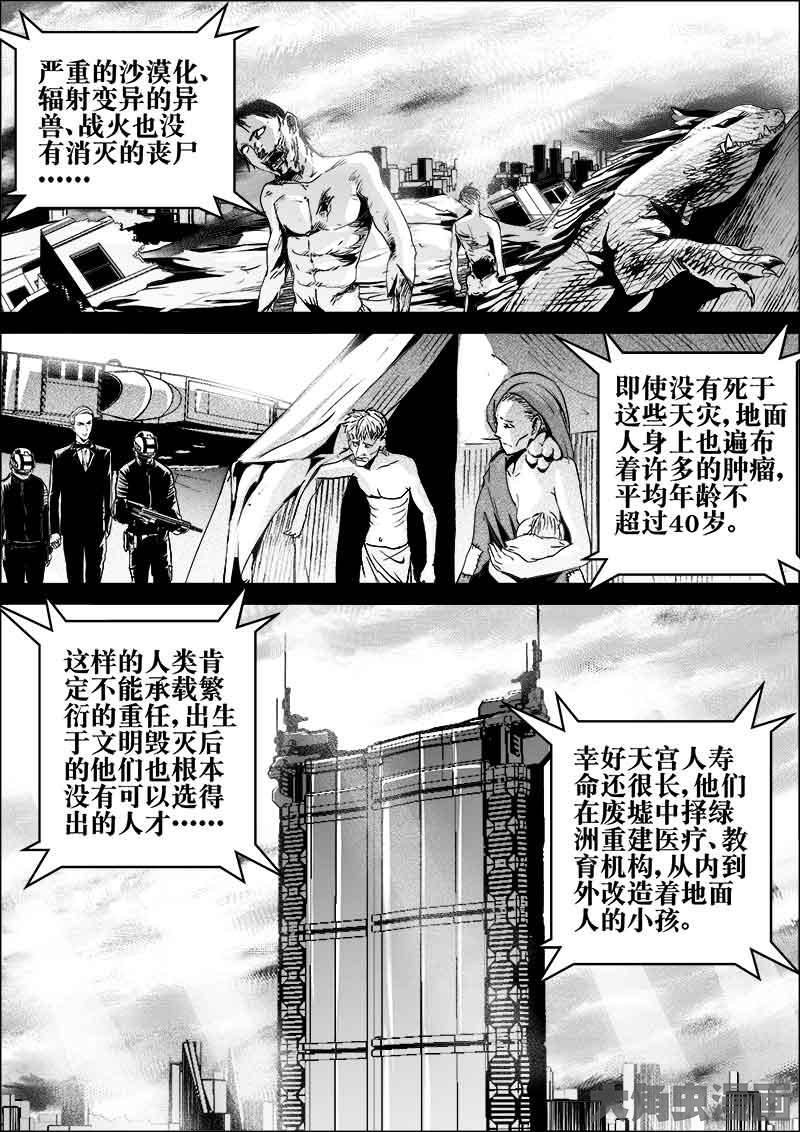 严重的沙漠化、
辐射变异的异
兽、战火也没
有消灭的丧尸
……
即使没有死于
这些天灾,地面
人身上也遍布
着许多的肿瘤,
平均年龄不
超过40岁。
这样的人类肯
定不能承载繁
衍的重任,出生
于文明毁灭后
的他们也根本
没有可以选得
出的人才……
幸好天宫人寿
命还很长,他们
在废墟中择绿
洲重建医疗、教
育机构,从内到
外改造着地面
人的小孩。
大角虫漫画